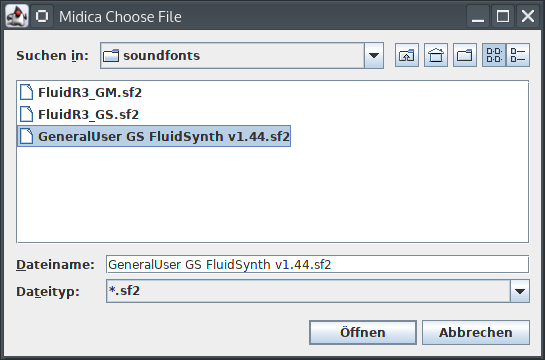 Midica Choose File
Suchen in: soundfonts
FluidR3_GM.sf2
FluidR3_GS.sf2
GeneralUser GS FluidSynth v1.44.sf2
Dateiname: GeneralUser GS FluidSynth v1.44.sf2
Dateityp: *.sf2
Öffnen Abbrechen